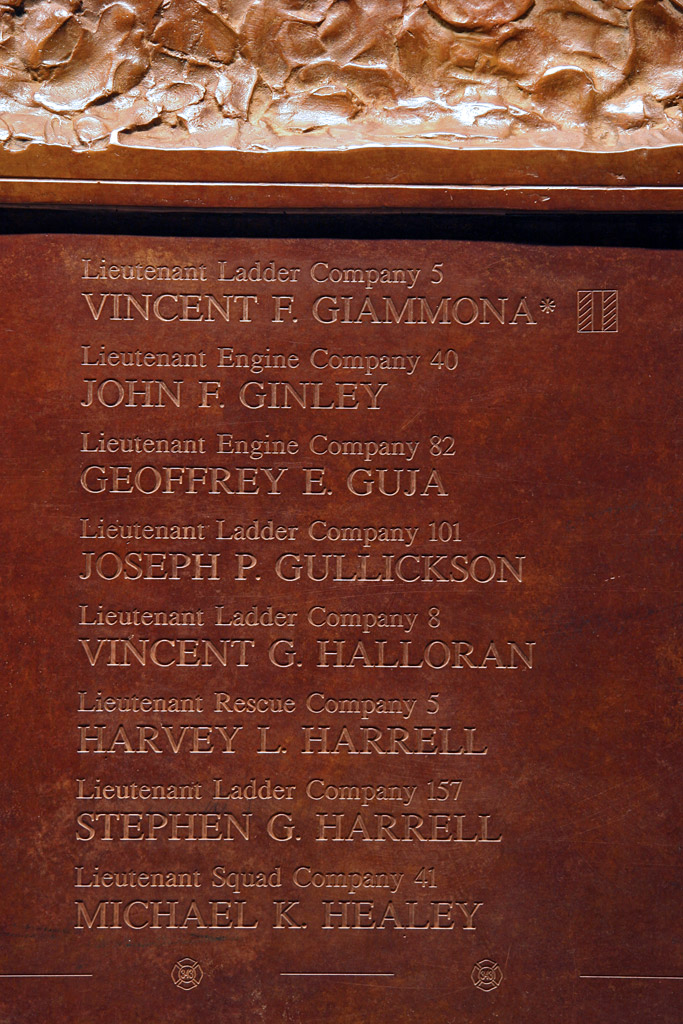 Lieutenant Ladder Company 5
VINCENT F. GIAMMONA*
Lieutenant Engine Company 40
JOHN F. GINLEY
Lieutenant Engine Company 82
GEOFFREY E. GUJA
Lieutenant Ladder Company 101
JOSEPH P. GULLICKSON
Lieutenant Ladder Company 8
VINCENT G. HALLORAN
Lieutenant Rescue Company 5
HARVEY L. HARRELL
Lieutenant Ladder Company 157
STEPHEN G. HARRELL
Lieutenant Squad Company 41
MICHAEL K. HEALEY
343 343